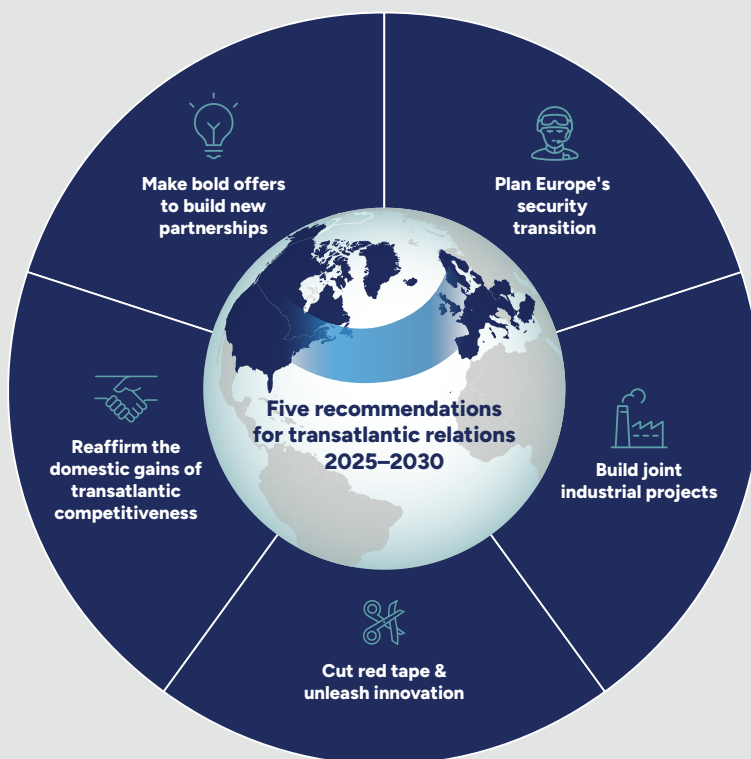 Make bold offers
to build new
partnerships
Plan Europe's
security
transition
Five recommendations
for transatlantic relations
2025–2030
Reaffirm the
domestic gains of
transatlantic
competitiveness
Build joint
industrial projects
Cut red tape &
unleash innovation